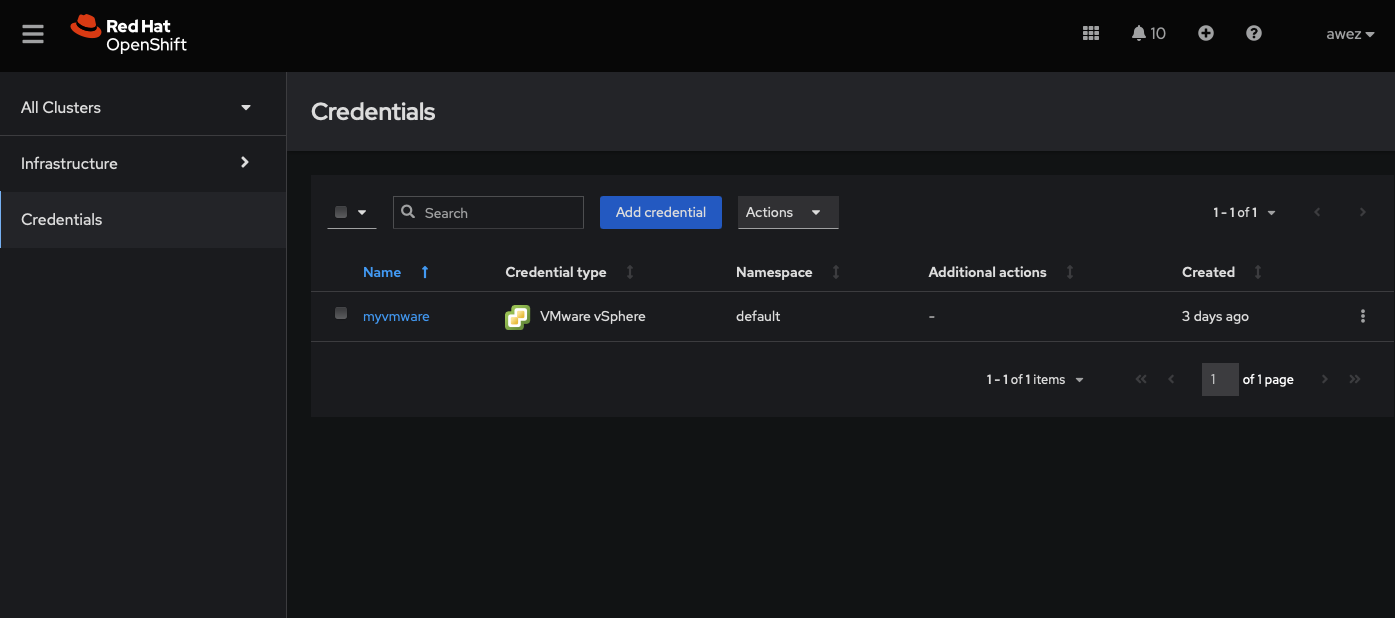 Red Hat
OpenShift
10
awez
All Clusters
Infrastructure
Credentials
Credentials
Search
Add credential
Actions
1 - 1 of 1
Name
Credential type
Namespace
Additional actions
Created
myvmware
VMware vSphere
default
-
3 days ago
1 - 1 of 1 items
1
of 1 page